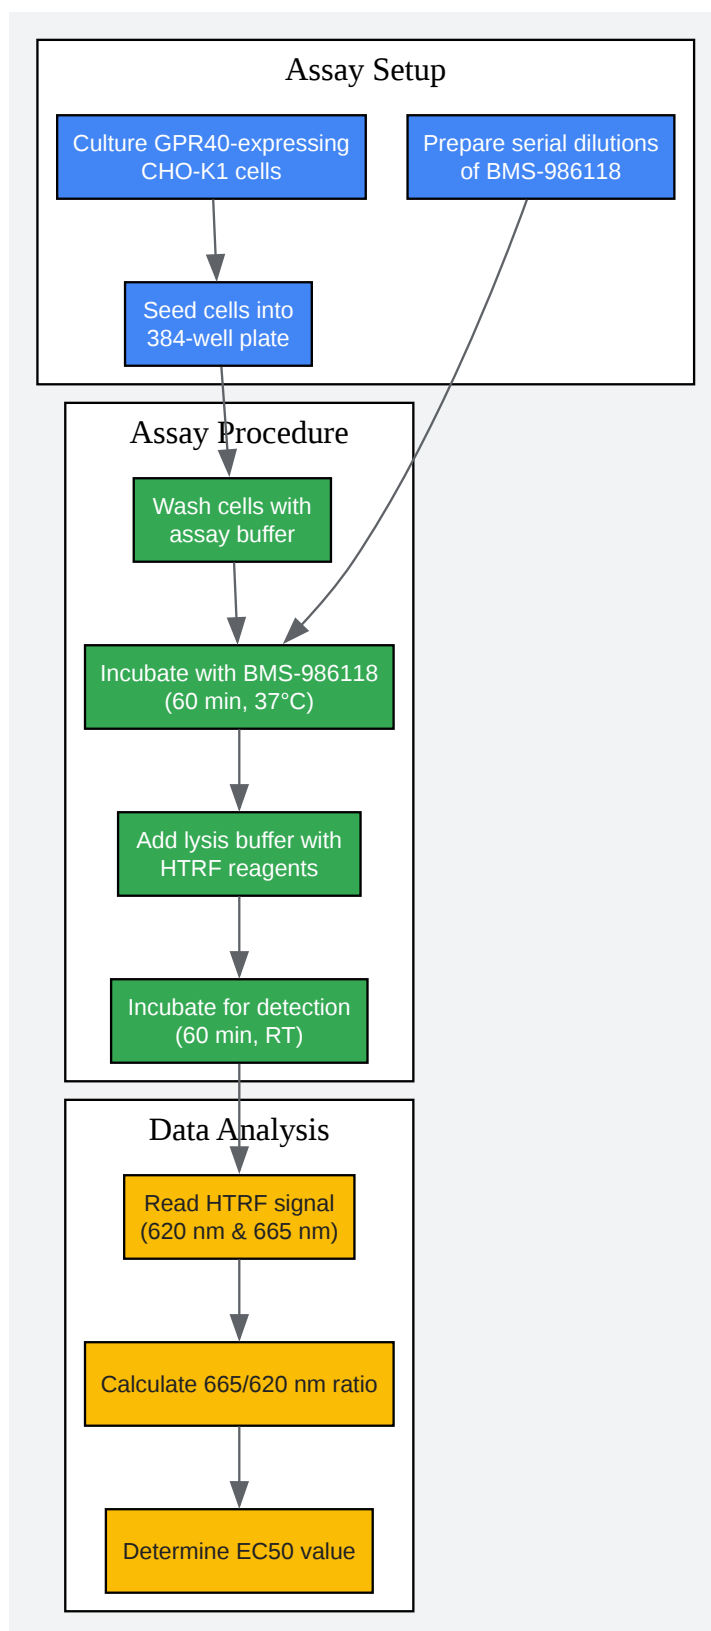 Assay Setup
Culture GPR40-expressing
CHO-K1 cells
Prepare serial dilutions
of BMS-986118
Seed cells into
384-well plate
Assay Procedure
Wash cells with
assay buffer
Incubate with BMS-986118
(60 min, 37°C)
Add lysis buffer with
HTRF reagents
Incubate for detection
(60 min, RT)
Data Analysis
Read HTRF signal
(620 nm & 665 nm)
Calculate 665/620 nm ratio
Determine EC50 value